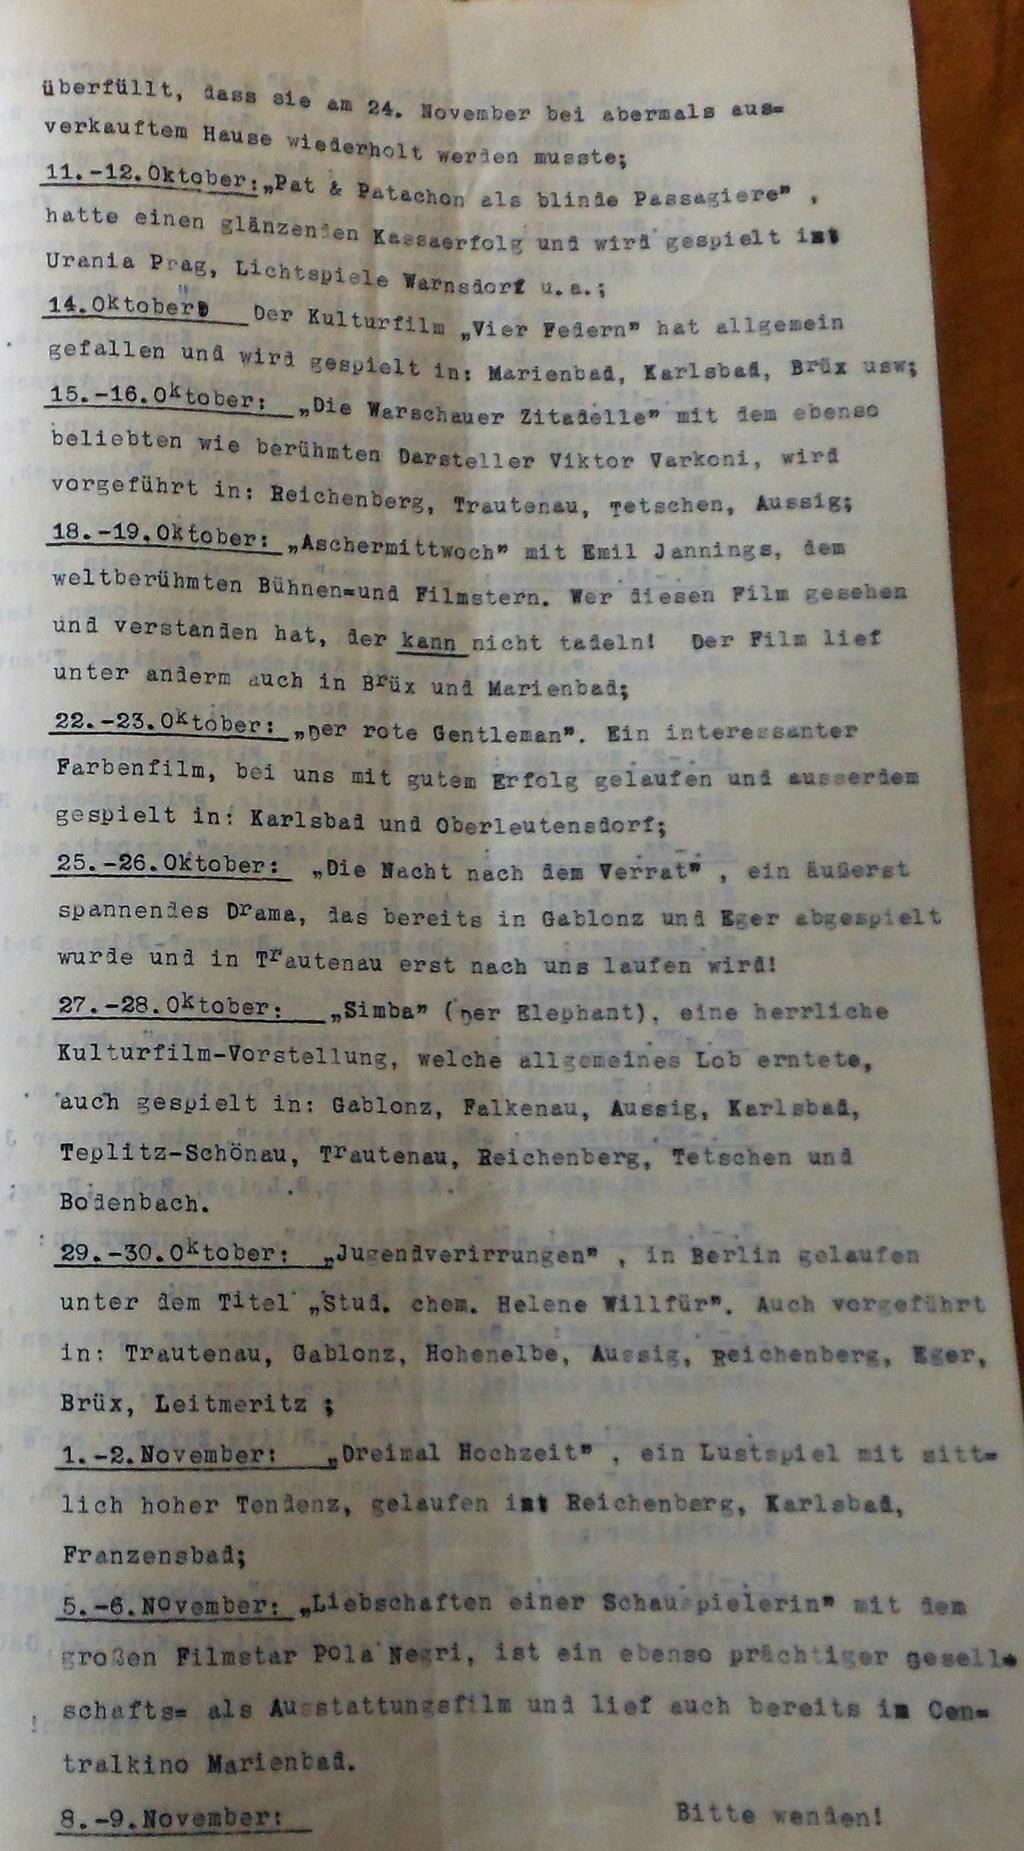 überfüllt, dass sie am 24. November bei abermals aus=
verkauftem Hause wiederholt werden musste;
11.-12.Oktober: „Pat & Patachon als blinde Passagiere" ,
hatte einen glänzenden Kassaerfolg und wird gespielt ist
Urania Prag, Lichtspiele Warnsdorf u.a.;
14.Oktober: Der Kulturfilm „Vier Federn" hat allgemein
gefallen und wird gespielt in: Marienbad, Karlsbad, Brüx usw;
15.-16.Oktober: „Die Warschauer Zitadelle" mit dem ebenso
beliebten wie berühmten Darsteller Viktor Varkoni, wird
vorgeführt in: Reichenberg, Trautenau, Tetschen, Aussig;
18.-19.Oktober: „Aschermittwoch" mit Emil Jannings, dem
weltberühmten Bühnen=und Filmstern. Wer diesen Film gesehen
und verstanden hat, der kann nicht tadeln! Der Film lief
unter anderm auch in Brüx und Marienbad;
22.-23.Oktober: „Der rote Gentleman". Ein interessanter
Farbenfilm, bei uns mit gutem Erfolg gelaufen und ausserdem
gespielt in: Karlsbad und Oberleutensdorf;
25.-26.Oktober: „Die Nacht nach dem Verrat" , ein äußerst
spannendes Drama, das bereits in Gablonz und Eger abgespielt
wurde und in Trautenau erst nach uns laufen wird!
27.-28.Oktober: „Simba" (Der Elephant), eine herrliche
Kulturfilm-Vorstellung, welche allgemeines Lob erntete,
auch gespielt in: Gablonz, Falkenau, Aussig, Karlsbad,
Teplitz-Schönau, Trautenau, Reichenberg, Tetschen und
Bodenbach.
29.-30.Oktober: „Jugendverirrungen" , in Berlin gelaufen
unter dem Titel „Stud. chem. Helene Willfür". Auch vorgeführt
in: Trautenau, Gablonz, Hohenelbe, Aussig, Reichenberg, Eger,
Brüx, Leitmeritz ;
1.-2.November: „Dreimal Hochzeit" , ein Lustspiel mit sitt=
lich hoher Tendenz, gelaufen ist Reichenberg, Karlsbad,
Franzensbad;
5.-6.November: „Liebschaften einer Schauspielerin" mit dem
großen Filmstar Pola Negri, ist ein ebenso prächtiger gesell=
schafts= als Ausstattungsfilm und lief auch bereits im Cen=
tralkino Marienbad.
8.-9.November: Bitte wenden!